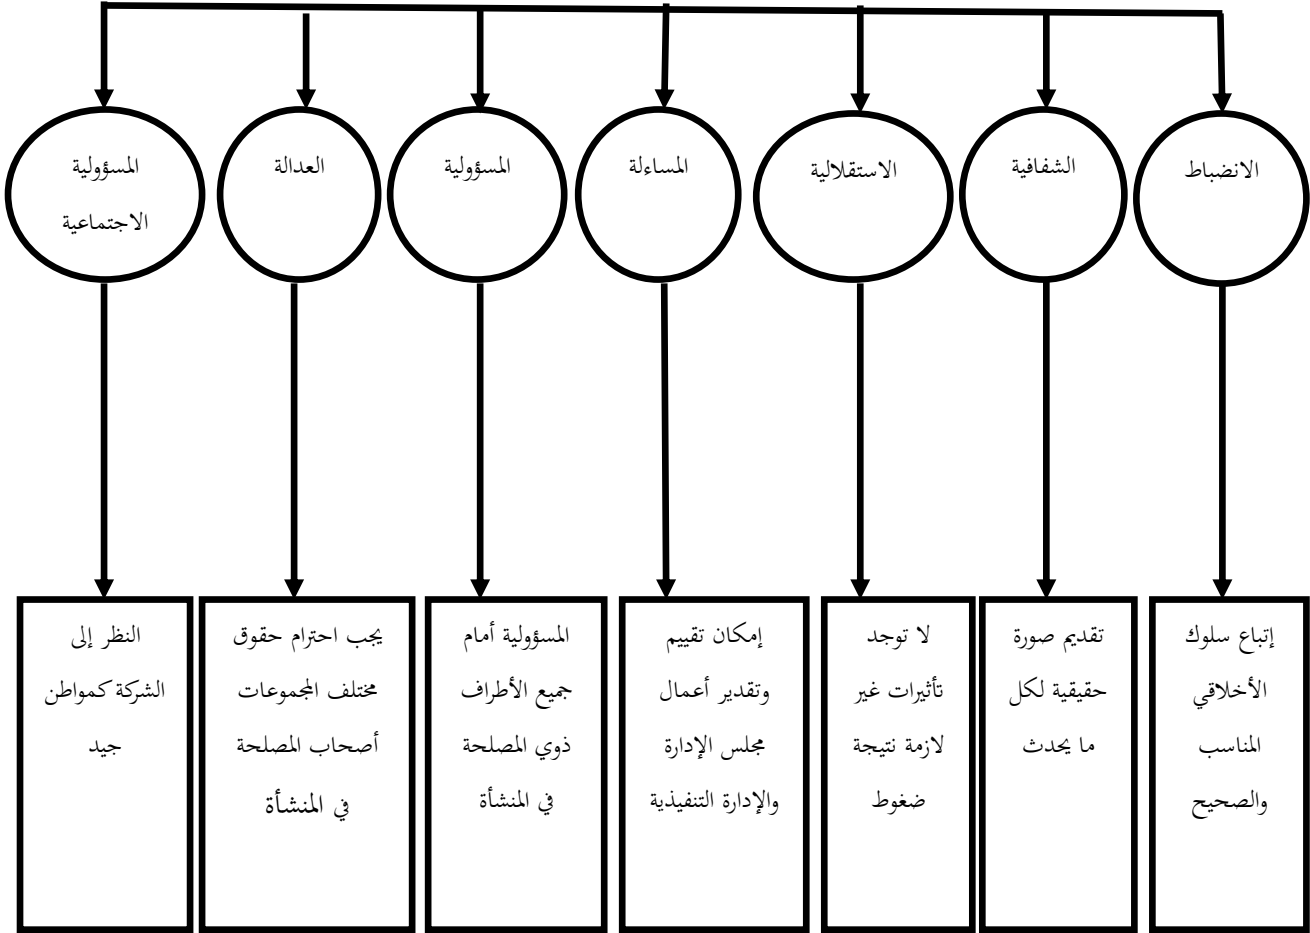 الانضباط
الشفافية
الاستقلالية
المساءلة
المسؤولية
العدالة
المسؤولية
الاجتماعية
إتباع سلوك
الأخلاقي
المناسب
والصحيح
تقديم صورة
حقيقية لكل
ما يحدث
لا توجد
تأثيرات غير
لازمة نتيجة
ضغوط
إمكان تقييم
وتقدير أعمال
مجلس الإدارة
والإدارة التنفيذية
المسؤولية أمام
جميع الأطراف
ذوي المصلحة
في المنشأة
يجب احترام حقوق
مختلف المجموعات
أصحاب المصلحة
في المنشأة
النظر إلى
الشركة كمواطن
جيد